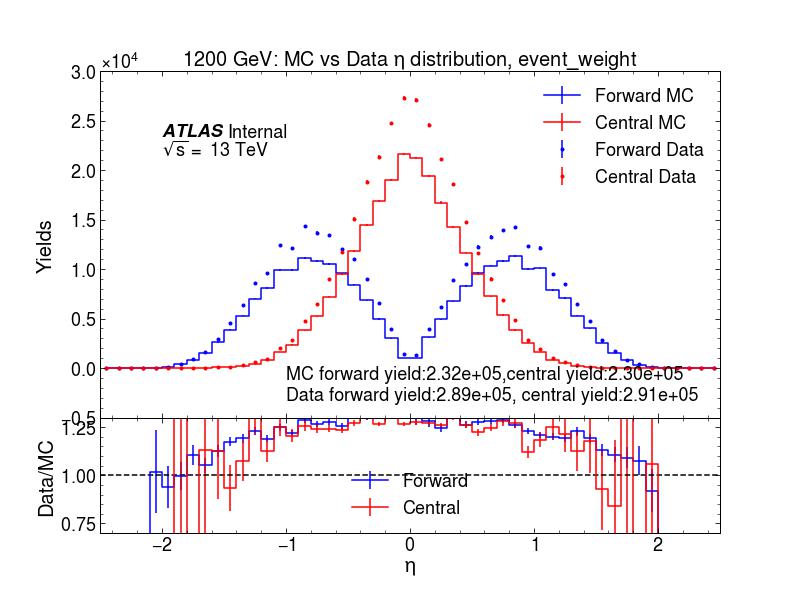 1200 GeV: MC vs Data η distribution, event_weight
×10⁴
3.0
2.5
2.0
1.5
1.0
0.5
0.0
0.5
Yields
ATLAS Internal
√s = 13 TeV
Forward MC
Central MC
Forward Data
Central Data
MC forward yield:2.32e+05,central yield:2.30e+05
Data forward yield:2.89e+05, central yield:2.91e+05
1.25
1.00
0.75
Data/MC
Forward
Central
−2 −1 0 1 2
η